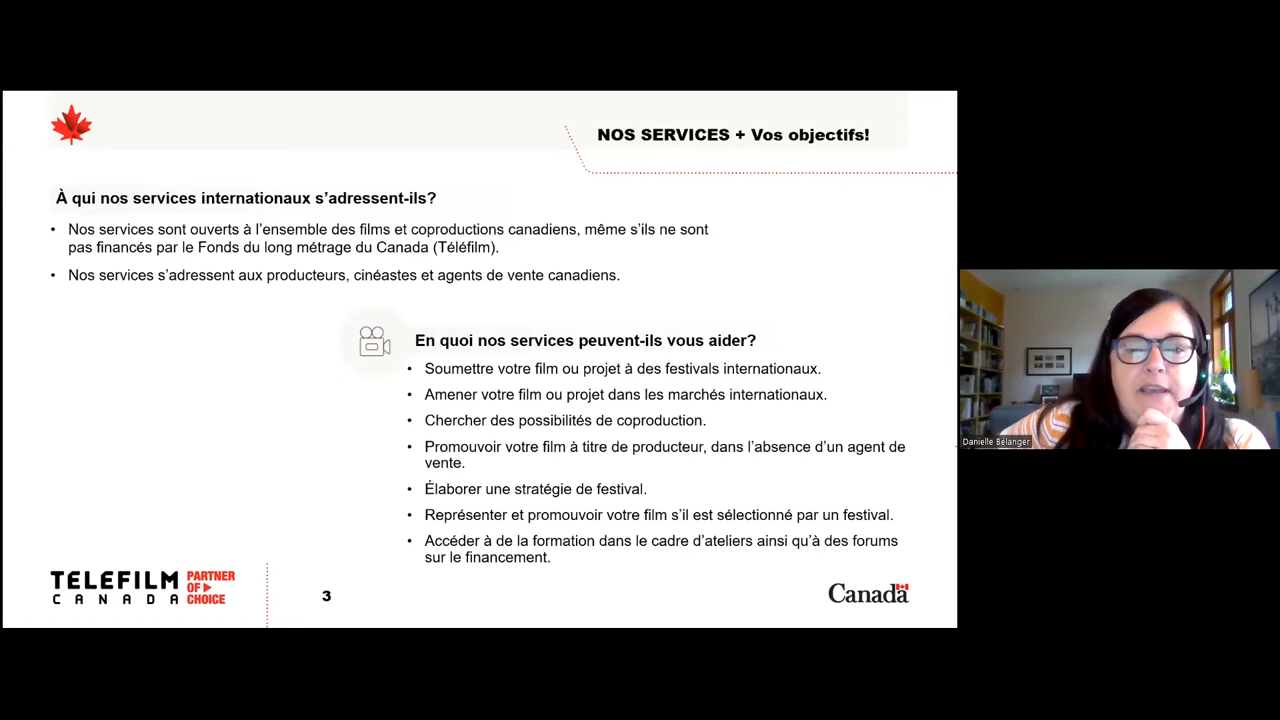 NOS SERVICES + Vos objectifs!
À qui nos services internationaux s’adressent-ils?
• Nos services sont ouverts à l’ensemble des films et coproductions canadiens, même s’ils ne sont
pas financés par le Fonds du long métrage du Canada (Téléfilm).
• Nos services s’adressent aux producteurs, cinéastes et agents de vente canadiens.
En quoi nos services peuvent-ils vous aider?
• Soumettre votre film ou projet à des festivals internationaux.
• Amener votre film ou projet dans les marchés internationaux.
• Chercher des possibilités de coproduction.
• Promouvoir votre film à titre de producteur, dans l’absence d’un agent de
vente.
• Élaborer une stratégie de festival.
• Représenter et promouvoir votre film s’il est sélectionné par un festival.
• Accéder à de la formation dans le cadre d’ateliers ainsi qu’à des forums
sur le financement.
TELEFILM
CANADA
PARTNER
OF
CHOICE
3
Canada
Danielle Bélanger